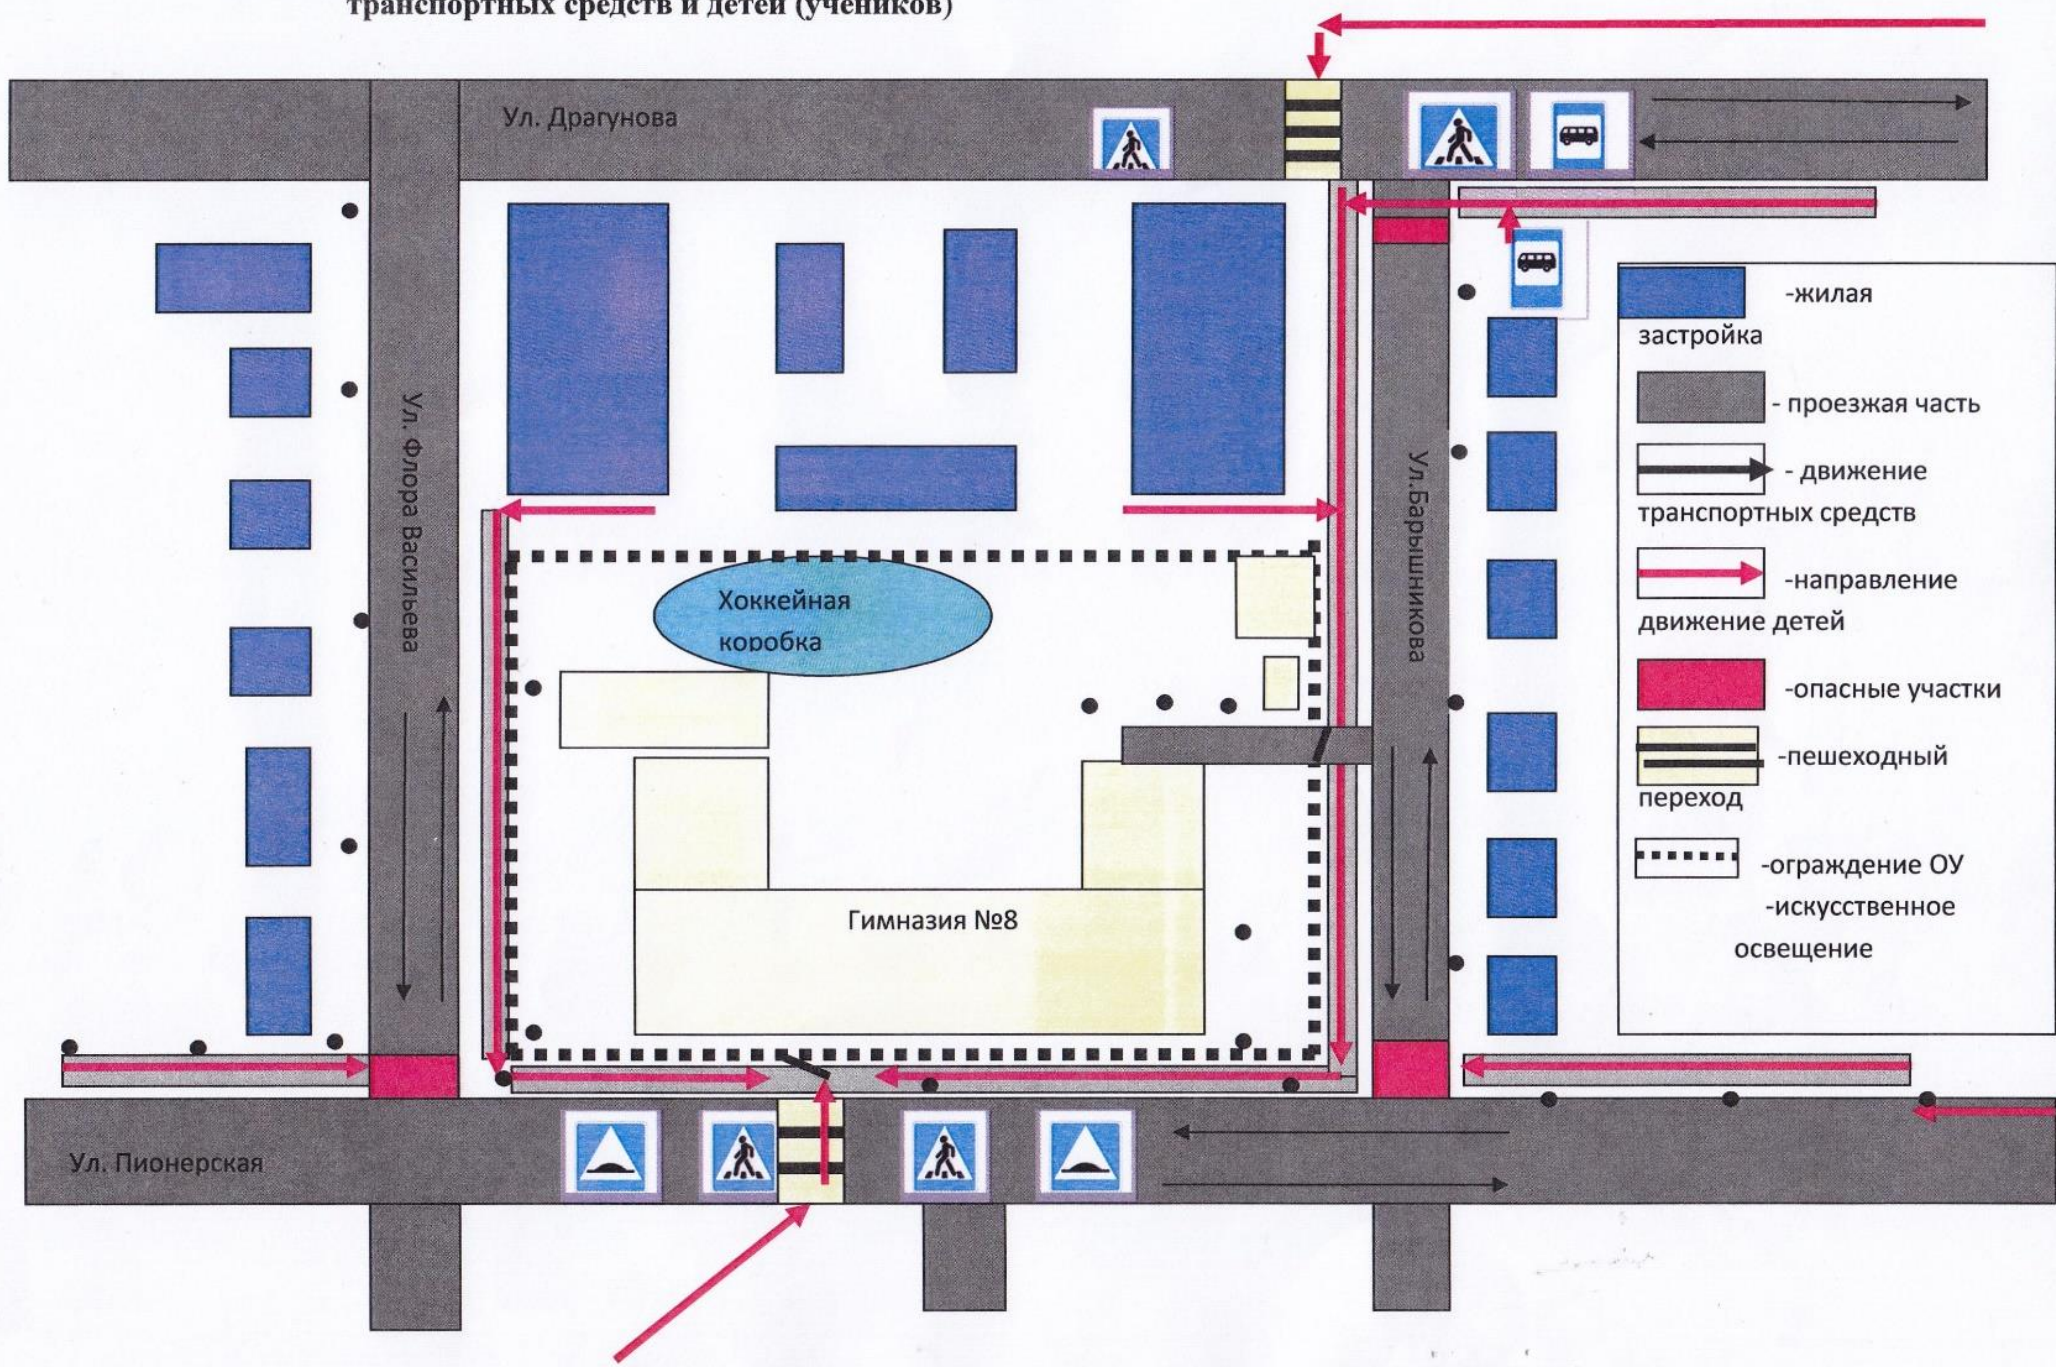 транспортных средств и детей (учеников)
Ул. Драгунова
Ул. Флора Васильева
Ул.Барышникова
Хоккейная
коробка
Гимназия №8
Ул. Пионерская
-жилая
застройка
- проезжая часть
- движение
транспортных средств
-направление
движение детей
-опасные участки
-пешеходный
переход
-ограждение ОУ
-искусственное
освещение